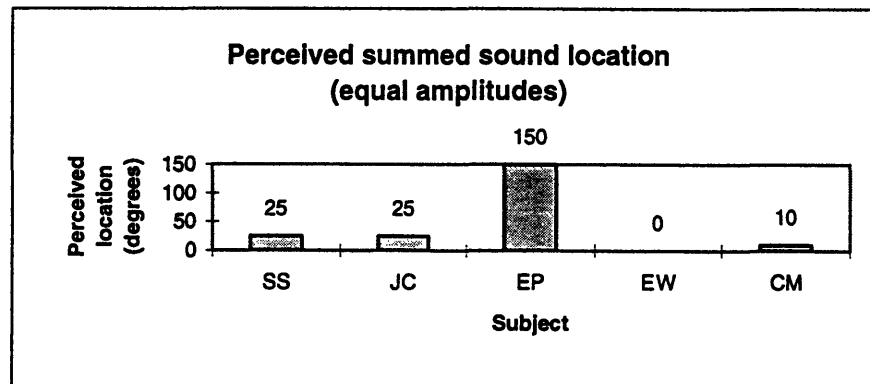 Perceived summed sound location
(equal amplitudes)
150
Perceived
location
(degrees)
150
100
50
0
25
25
0
10
SS
JC
EP
EW
CM
Subject